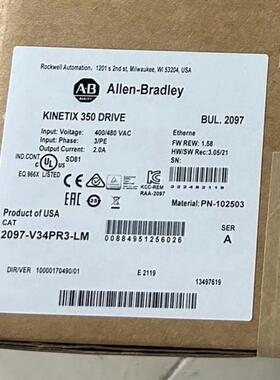 Rockwell Automation, 1201 s 2nd st, Milwaukee, WI 53204, USA
AB
Allen-Bradley
KINETIX 350 DRIVE
BUL. 2097
Input: Voltage: 400/480 VAC
Etherne
Input: Phase: 3/PE
FW REW: 1.58
Output Current: 2.0A
HW/SW Rec:3.05/21
IND.CONT. SD81
SN:
EQ.966X LISTED
KCC-REM
RAA-2097
Material: PN-102503
Product of USA
CAT
SER
2097-V34PR3-LM
00884951256026
A
DIR/VER 10000170490/01
E 2119
13497619